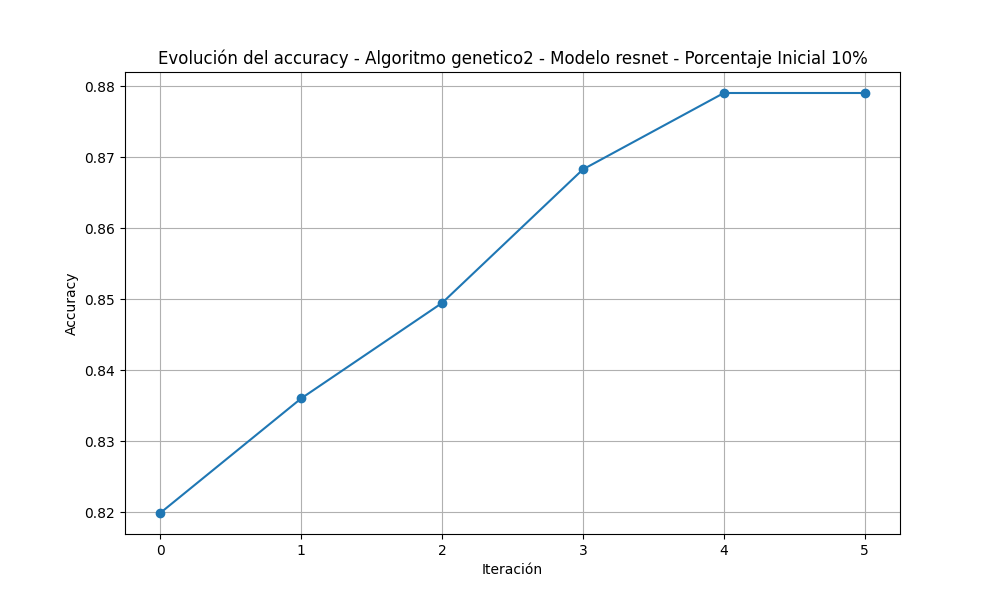 Evolución del accuracy - Algoritmo genetico2 - Modelo resnet - Porcentaje Inicial 10%
0.88
0.87
0.86
0.85
0.84
0.83
0.82
Accuracy
0 1 2 3 4 5
Iteración